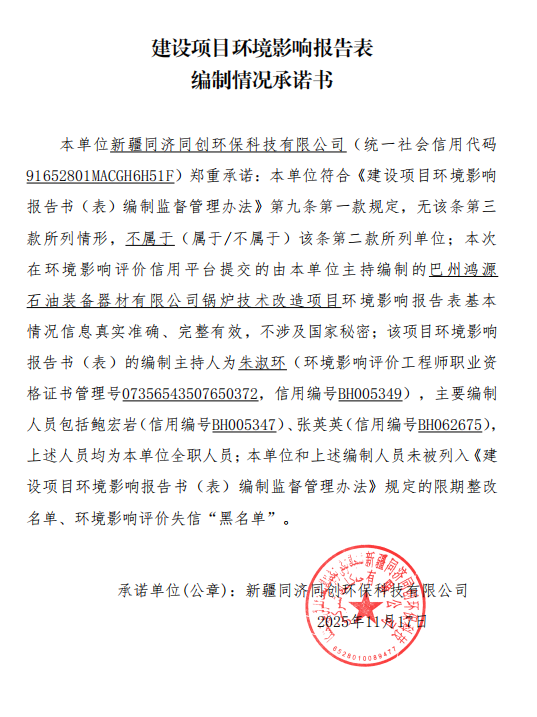 建设项目环境影响报告表
编制情况承诺书
本单位新疆同济同创环保科技有限公司（统一社会信用代码
91652801MACGH6H51F）郑重承诺：本单位符合《建设项目环境影响
报告书（表）编制监督管理办法》第九条第一款规定，无该条第三
款所列情形，不属于（属于/不属于）该条第二款所列单位；本次
在环境影响评价信用平台提交的由本单位主持编制的巴州鸿源
石油装备器材有限公司锅炉技术改造项目环境影响报告表基本
情况信息真实准确、完整有效，不涉及国家秘密；该项目环境影响
报告书（表）的编制主持人为朱淑环（环境影响评价工程师职业资
格证书管理号07356543507650372，信用编号BH005349），主要编制
人员包括鲍宏岩（信用编号BH005347）、张英英（信用编号BH062675），
上述人员均为本单位全职人员；本单位和上述编制人员未被列入《建
设项目环境影响报告书（表）编制监督管理办法》规定的限期整改
名单、环境影响评价失信“黑名单”。
承诺单位(公章)：新疆同济同创环保科技有限公司
2025年11月17日
新疆同济同创环保科技有限公司
6528010089477